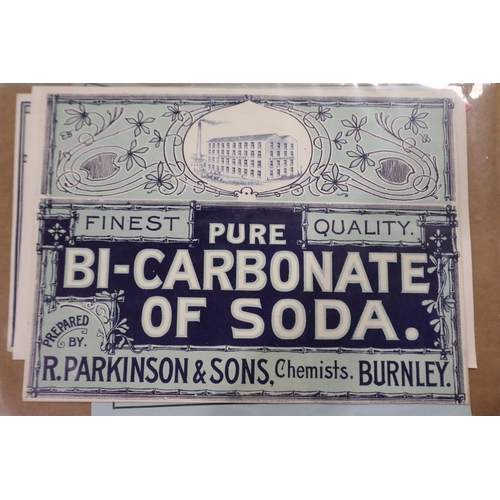 FINEST PURE QUALITY.
BI-CARBONATE
OF SODA.
PREPARED
BY.
R. PARKINSON & SONS, Chemists, BURNLEY.